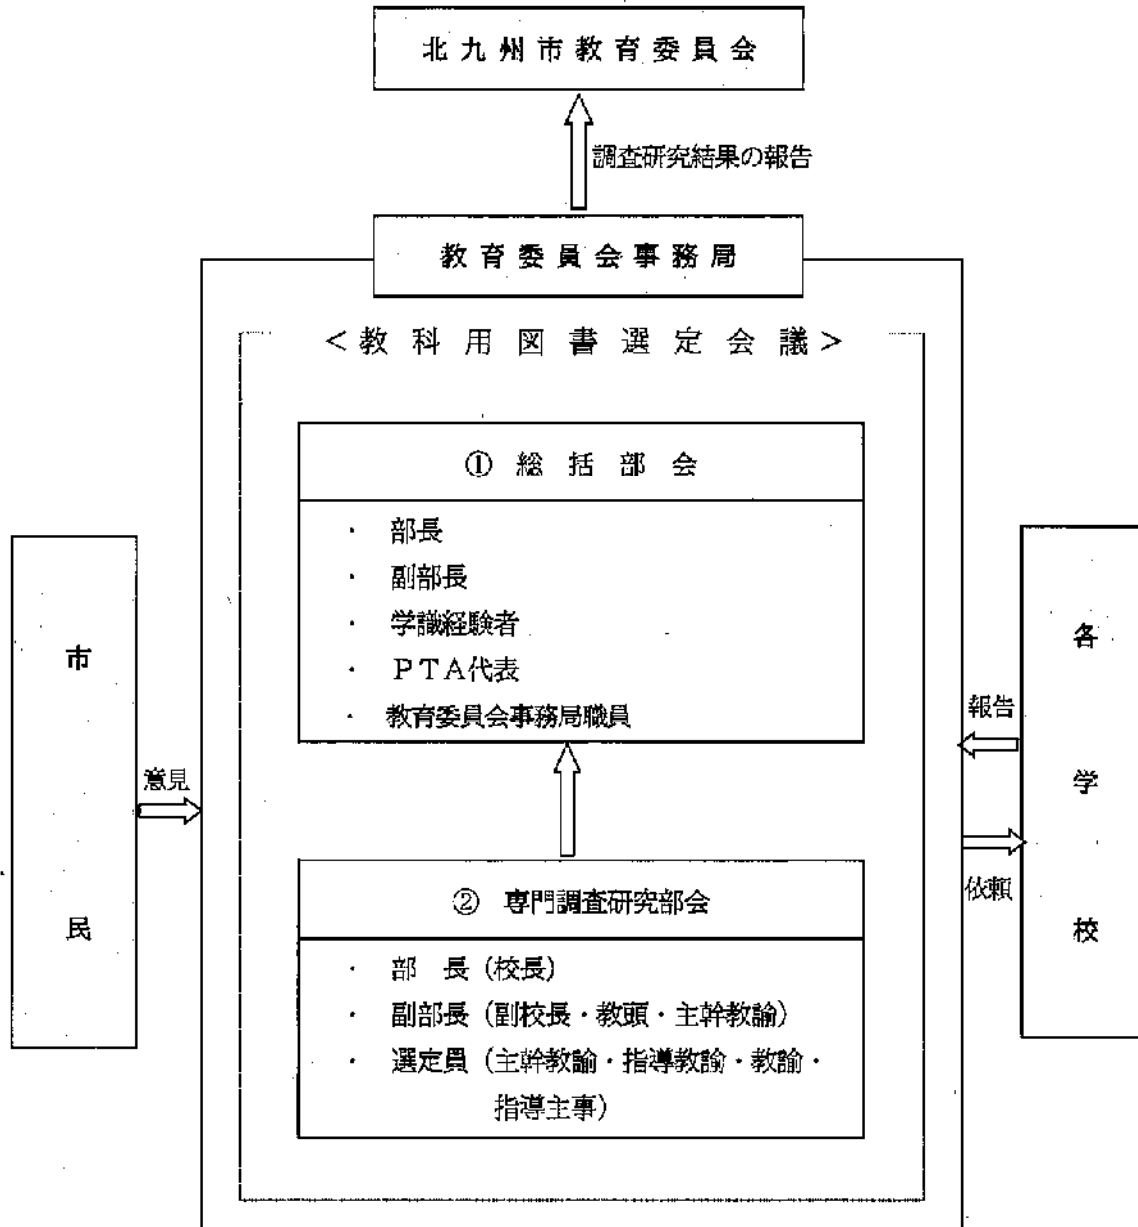 北九州市教育委員会
調査研究結果の報告
教育委員会事務局
＜教科用図書選定会議＞
① 総括部会
・ 部長
・ 副部長
・ 学識経験者
・ ＰＴＡ代表
・ 教育委員会事務局職員
市民
意見
各学校
報告
依頼
② 専門調査研究部会
・ 部　長（校長）
・ 副部長（副校長・教頭・主幹教諭）
・ 選定員（主幹教諭・指導教諭・教諭・
指導主事）